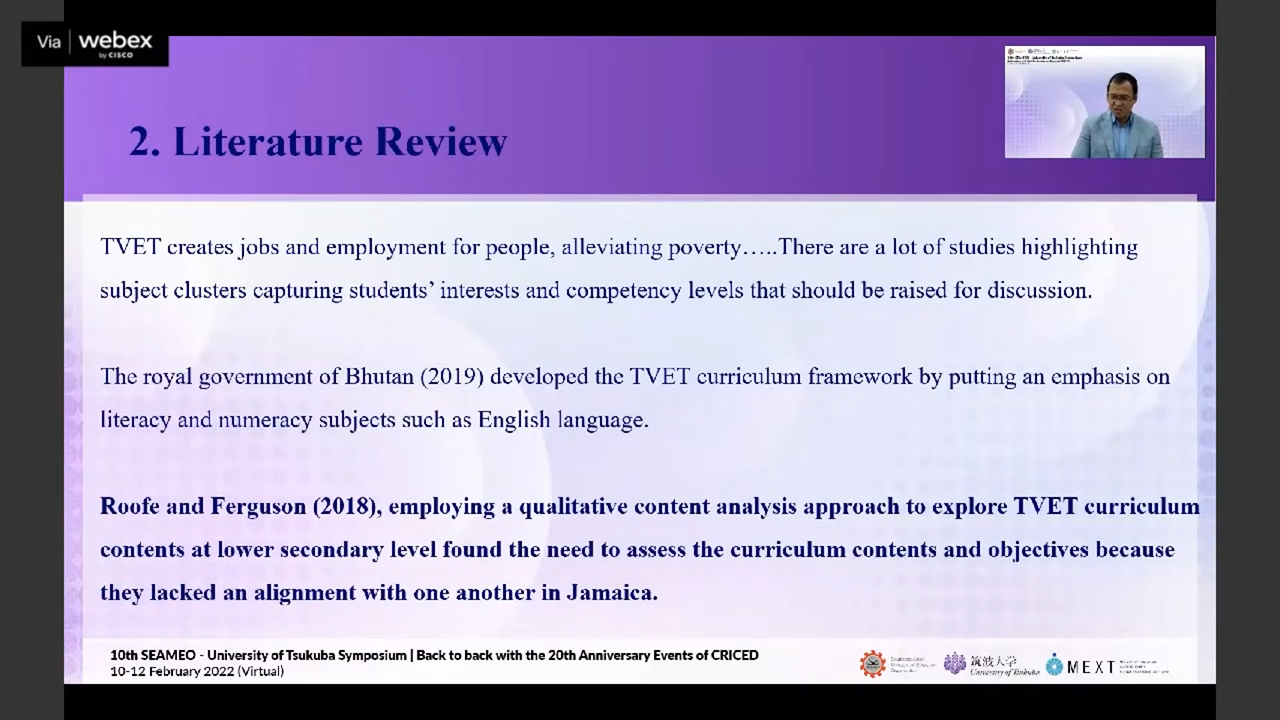 Via webex
by CISCO
2. Literature Review
TVET creates jobs and employment for people, alleviating poverty…..There are a lot of studies highlighting
subject clusters capturing students’ interests and competency levels that should be raised for discussion.
The royal government of Bhutan (2019) developed the TVET curriculum framework by putting an emphasis on
literacy and numeracy subjects such as English language.
Roofe and Ferguson (2018), employing a qualitative content analysis approach to explore TVET curriculum
contents at lower secondary level found the need to assess the curriculum contents and objectives because
they lacked an alignment with one another in Jamaica.
10th SEAMEO - University of Tsukuba Symposium | Back to back with the 20th Anniversary Events of CRICED
10-12 February 2022 (Virtual)
筑波大学
University of Tsukuba
MEXT